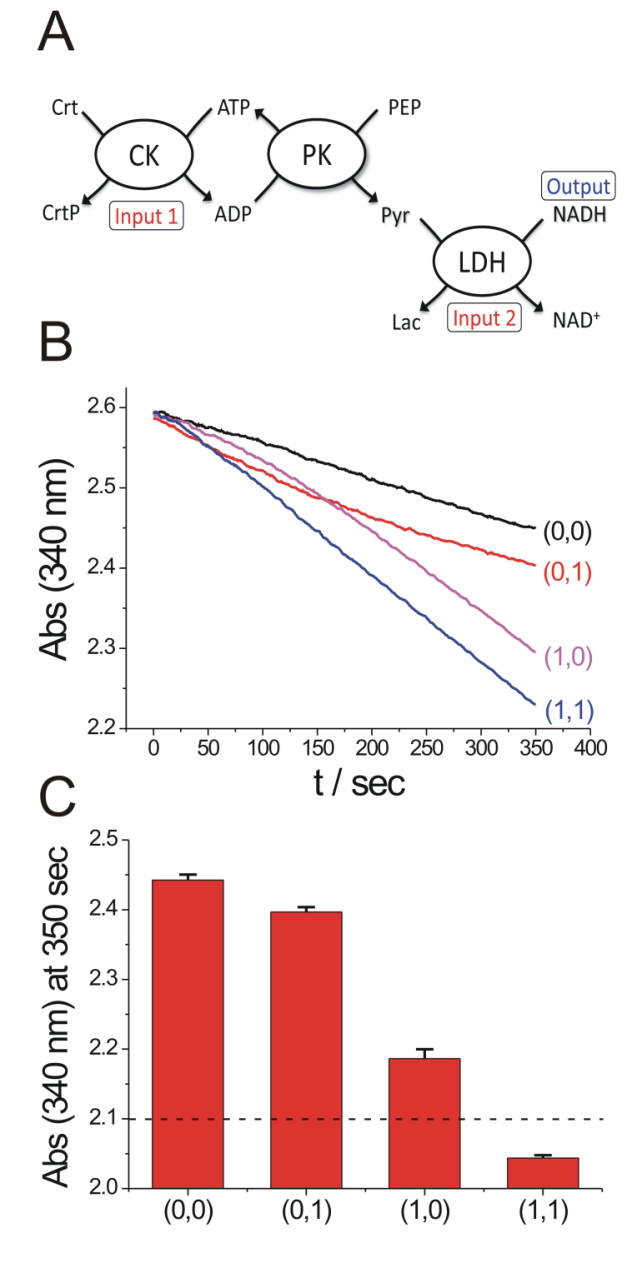 A
Crt
ATP
PEP
CK
PK
Output
CrtP
Input 1
ADP
Pyr
NADH
LDH
Lac
Input 2
NAD⁺
B
Abs (340 nm)
2.6
2.5
2.4
2.3
2.2
(0,0)
(0,1)
(1,0)
(1,1)
0 50 100 150 200 250 300 350 400
t / sec
C
Abs (340 nm) at 350 sec
2.5
2.4
2.3
2.2
2.1
2.0
(0,0) (0,1) (1,0) (1,1)